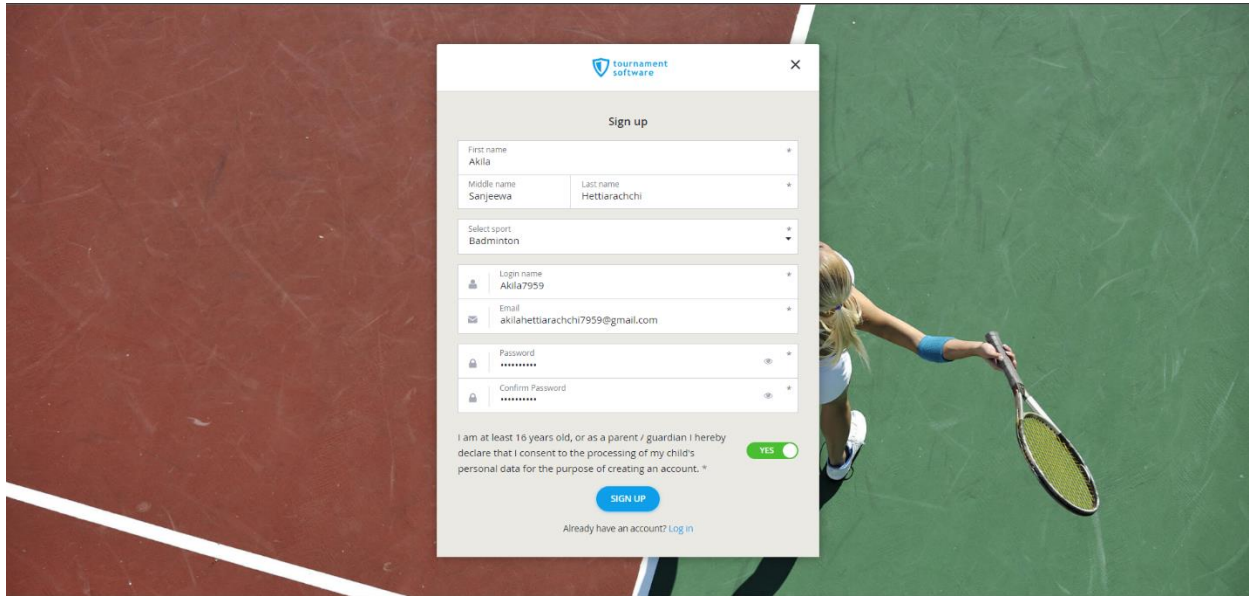 tournament
software
Sign up
First name *
Akila
Middle name Last name *
Sanjeewa Hettiarachchi
Select sport *
Badminton
Login name *
Akila7959
Email *
akilahettiarachchi7959@gmail.com
Password *
••••••••••
Confirm Password *
••••••••••
I am at least 16 years old, or as a parent / guardian I hereby
declare that I consent to the processing of my child's YES
personal data for the purpose of creating an account. *
SIGN UP
Already have an account? Log in